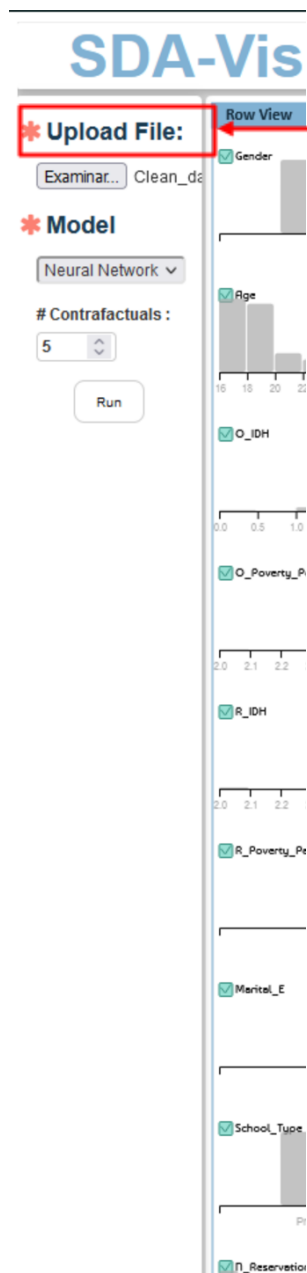 SDA-Vis
Row View
✱ Upload File:
Examinar... Clean_da
✱ Model
Neural Network
# Contrafactuals :
5
Run
Gender
Age
16 18 20 22
O_IDH
0.0 0.5 1.0
O_Poverty_Pe
2.0 2.1 2.2
R_IDH
2.0 2.1 2.2
R_Poverty_Pe
Marital_E
School_Type
Pr
N_Reservation